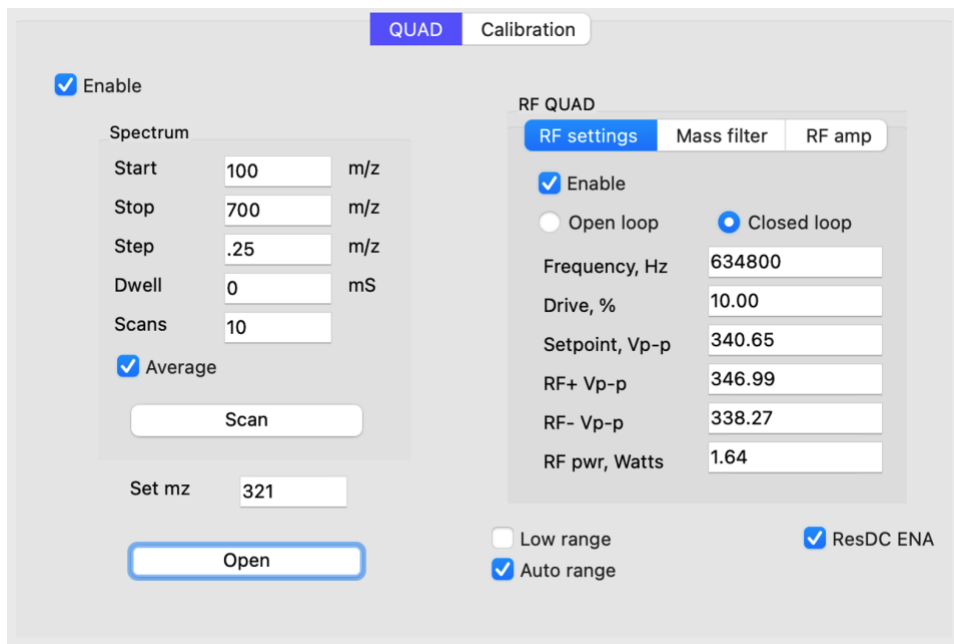 QUAD Calibration
Enable
Spectrum
Start 100 m/z
Stop 700 m/z
Step .25 m/z
Dwell 0 mS
Scans 10
Average
Scan
Set mz 321
Open
RF QUAD
RF settings Mass filter RF amp
Enable
Open loop Closed loop
Frequency, Hz 634800
Drive, % 10.00
Setpoint, Vp-p 340.65
RF+ Vp-p 346.99
RF- Vp-p 338.27
RF pwr, Watts 1.64
Low range ResDC ENA
Auto range